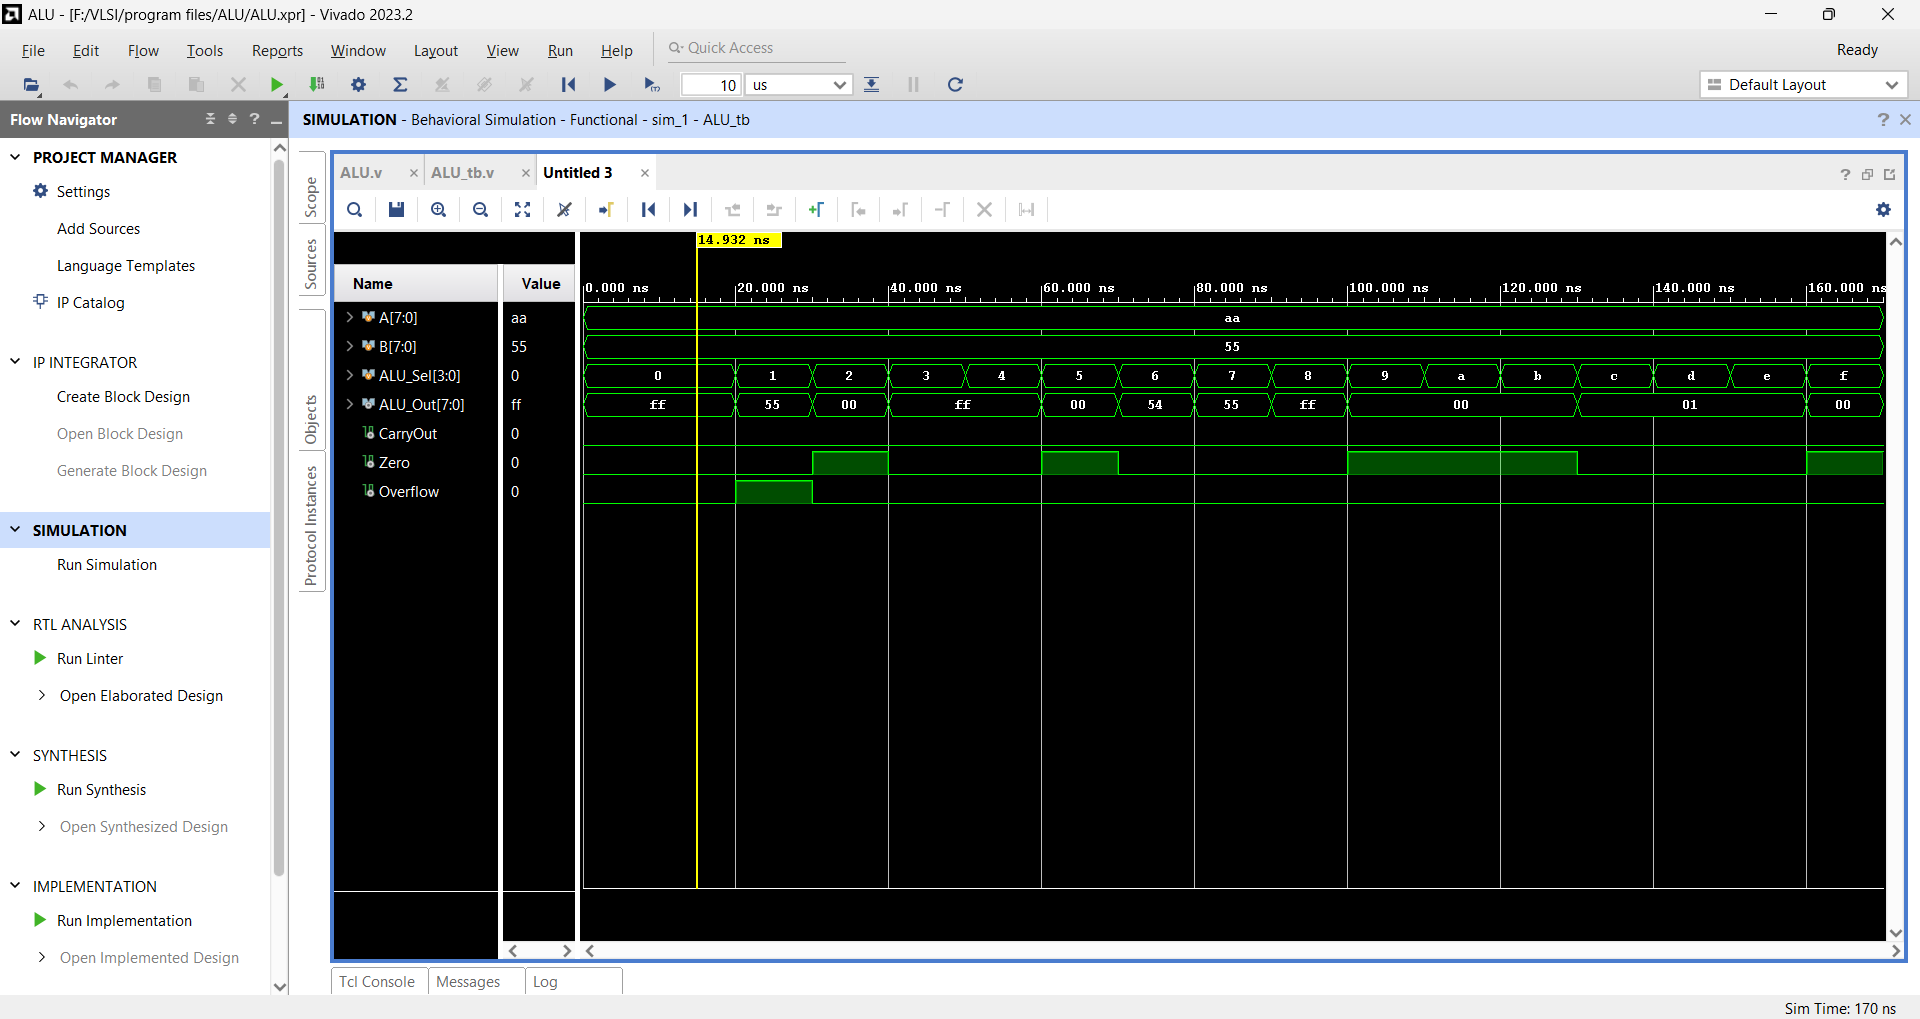 ALU - [F:/VLSI/program files/ALU/ALU.xpr] - Vivado 2023.2
File Edit Flow Tools Reports Window Layout View Run Help Quick Access Ready
10 us Default Layout
Flow Navigator
SIMULATION - Behavioral Simulation - Functional - sim_1 - ALU_tb
PROJECT MANAGER
Settings
Add Sources
Language Templates
IP Catalog
IP INTEGRATOR
Create Block Design
Open Block Design
Generate Block Design
SIMULATION
Run Simulation
RTL ANALYSIS
Run Linter
Open Elaborated Design
SYNTHESIS
Run Synthesis
Open Synthesized Design
IMPLEMENTATION
Run Implementation
Open Implemented Design
Scope
Sources
Objects
Protocol Instances
ALU.v ALU_tb.v Untitled 3
14.932 ns
Name Value
0.000 ns 20.000 ns 40.000 ns 60.000 ns 80.000 ns 100.000 ns 120.000 ns 140.000 ns 160.000 ns
A[7:0] aa aa
B[7:0] 55 55
ALU_Sel[3:0] 0 0 1 2 3 4 5 6 7 8 9 a b c d e f
ALU_Out[7:0] ff ff 55 00 ff 00 54 55 ff 00 01 00
CarryOut 0
Zero 0
Overflow 0
Tcl Console Messages Log
Sim Time: 170 ns